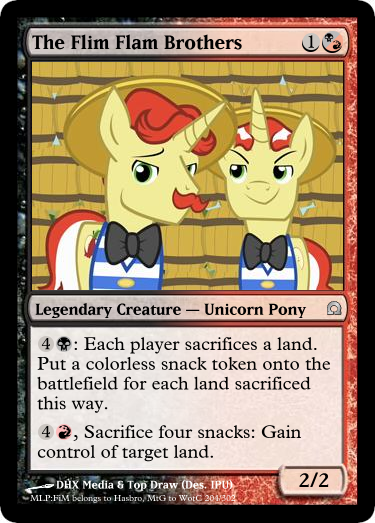 The Flim Flam Brothers 1
Legendary Creature — Unicorn Pony
4 : Each player sacrifices a land.
Put a colorless snack token onto the
battlefield for each land sacrificed
this way.
4 , Sacrifice four snacks: Gain
control of target land.
2/2
DHX Media & Top Draw (Des. IPU)
MLP:FiM belongs to Hasbro, MtG to WotC 204/302